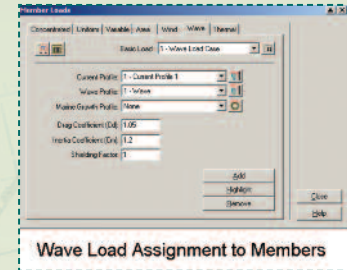 Member Loads
Concentrated Uniform Variable Area Wind Wave Thermal
Basic Load: 1 - Wave Load Case
Current Profile: 1 - Current Profile 1
Wave Profile: 1 - Wave
Marine Growth Profile: None
Drag Coefficient (Cd): 1.05
Inertia Coefficient (Cm): 1.2
Shielding Factor: 1
Add
Highlight
Remove
Close
Help
Wave Load Assignment to Members